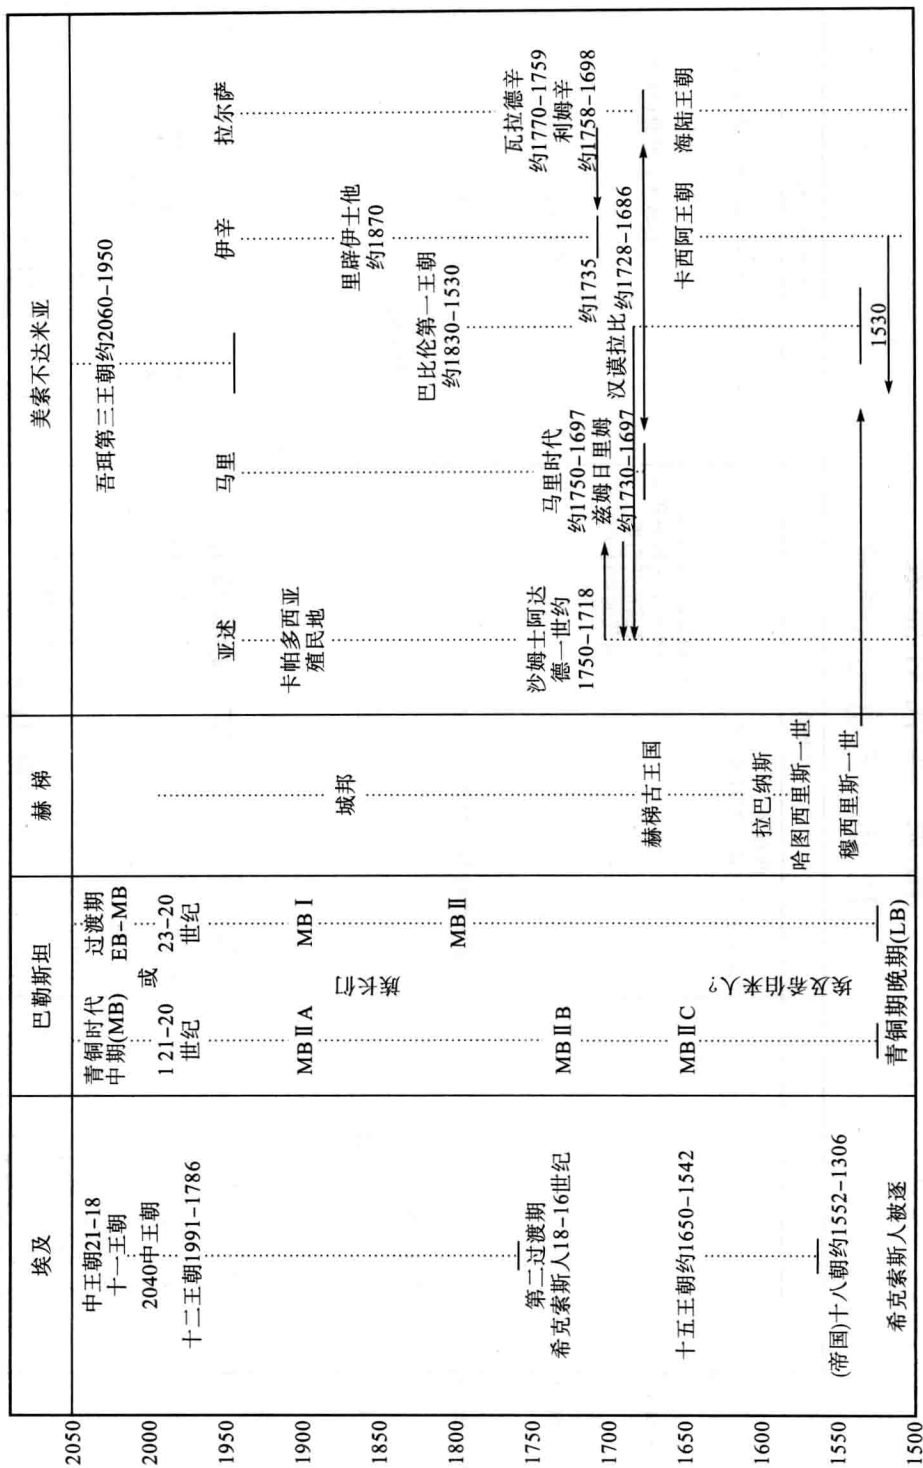 埃及
巴勒斯坦
赫梯
美索不达米亚
2050
2000
1950
1900
1850
1800
1750
1700
1650
1600
1550
1500
中王朝21-18
十一王朝
2040中王朝
十二王朝1991-1786
第二过渡期
希克索斯人18-16世纪
十五王朝约1650-1542
(帝国)十八朝约1552-1306
希克索斯人被逐
青铜时代
中期(MB)
121-20
世纪
或
过渡期
EB-MB
23-20
世纪
MBⅡA
MBⅠ
族长们
MBⅡ
MBⅡB
MBⅡC
埃及希伯来人?
青铜期晚期(LB)
城邦
赫梯古王国
拉巴纳斯
哈图西里斯一世
穆西里斯一世
吾珥第三王朝约2060-1950
亚述
马里
伊辛
拉尔萨
卡帕多西亚
殖民地
里辟伊士他
约1870
巴比伦第一王朝
约1830-1530
沙姆士阿达
德一世约
1750-1718
马里时代
约1750-1697
兹姆日里姆
约1730-1697
约1735
汉谟拉比约1728-1686
瓦拉德辛
约1770-1759
利姆辛
约1758-1698
卡西阿王朝
海陆王朝
1530